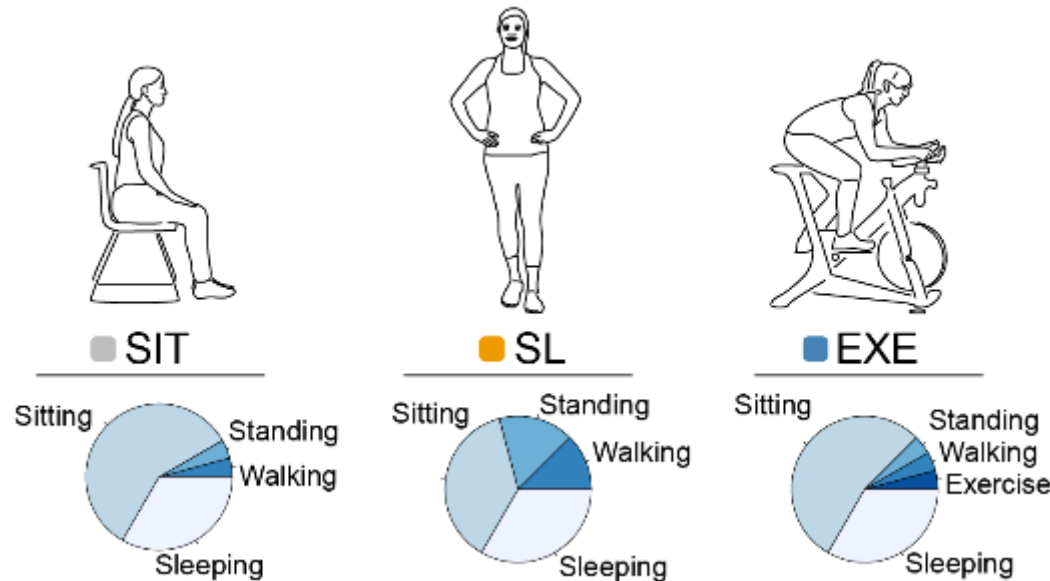 SIT
SL
EXE
Sitting
Standing
Walking
Sleeping
Sitting
Standing
Walking
Sleeping
Sitting
Standing
Walking
Exercise
Sleeping